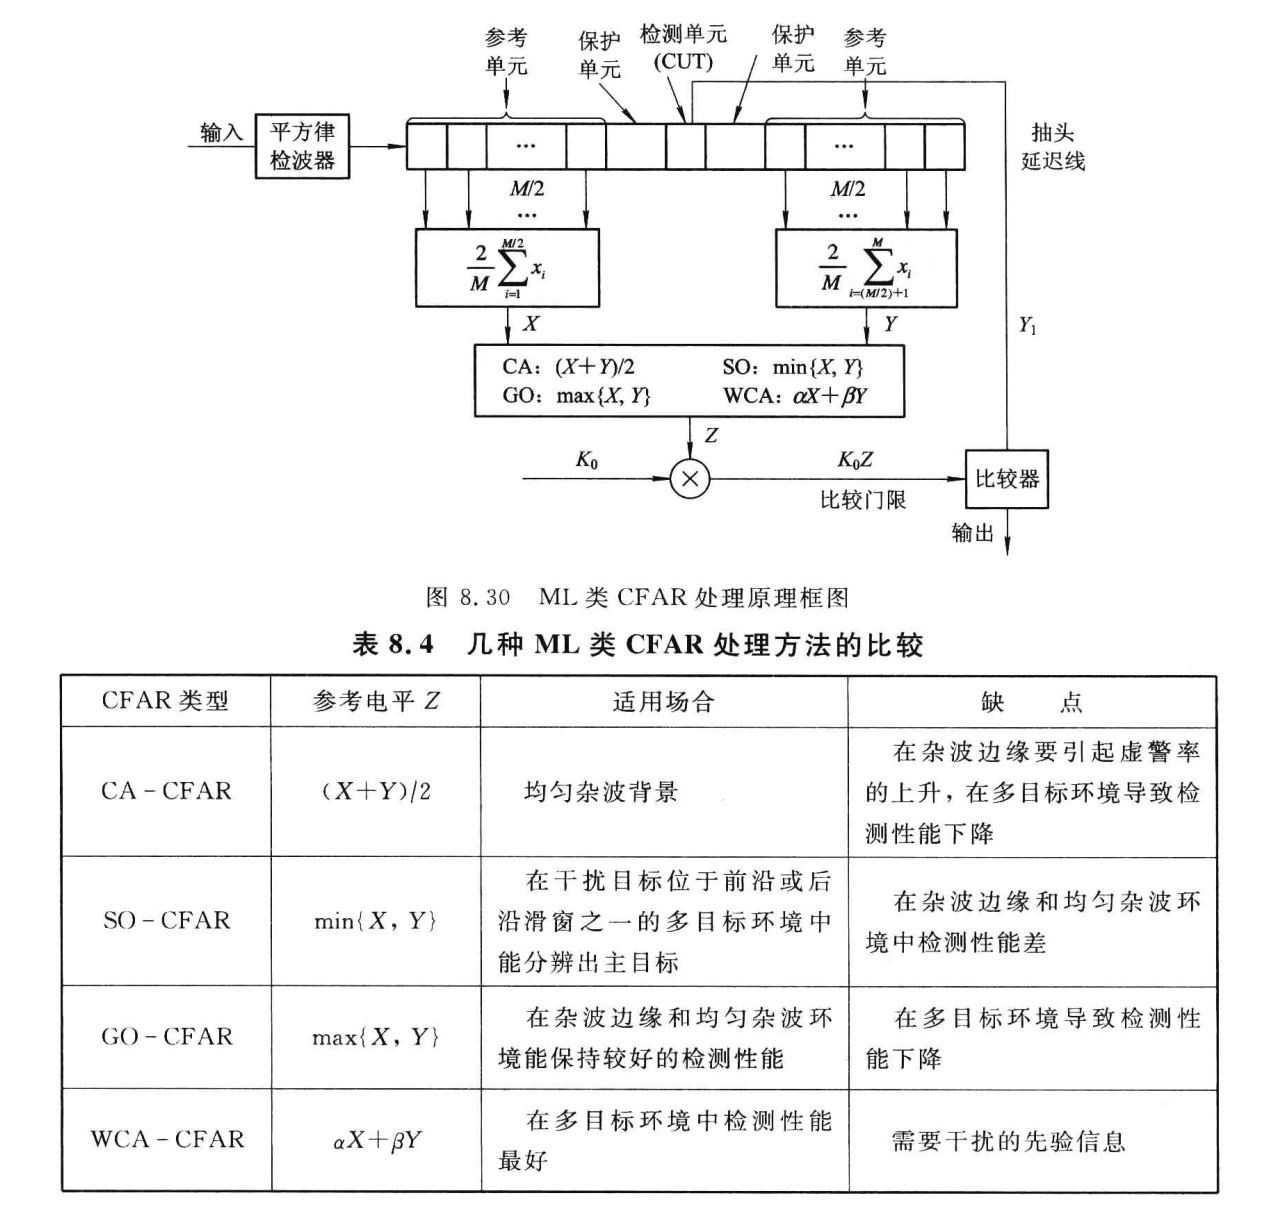 参考
单元
保护
单元
检测单元
(CUT)
保护
单元
参考
单元
输入
平方律
检波器
…
…
抽头
延迟线
M/2
…
M/2
…
2/M ∑_{i=1}^{M/2} x_i
2/M ∑_{i=(M/2)+1}^{M} x_i
X
Y
Y₁
CA：(X+Y)/2 SO：min{X, Y}
GO：max{X, Y} WCA：αX+βY
Z
K₀
×
K₀Z
比较门限
比较器
输出
图 8.30 ML 类 CFAR 处理原理框图
表 8.4 几种 ML 类 CFAR 处理方法的比较
CFAR 类型 参考电平 Z 适用场合 缺 点
CA-CFAR
(X+Y)/2
均匀杂波背景
在杂波边缘要引起虚警率
的上升，在多目标环境导致检
测性能下降
SO-CFAR
min{X, Y}
在干扰目标位于前沿或后
沿滑窗之一的多目标环境中
能分辨出主目标
在杂波边缘和均匀杂波环
境中检测性能差
GO-CFAR
max{X, Y}
在杂波边缘和均匀杂波环
境能保持较好的检测性能
在多目标环境导致检测性
能下降
WCA-CFAR
αX+βY
在多目标环境中检测性能
最好
需要干扰的先验信息